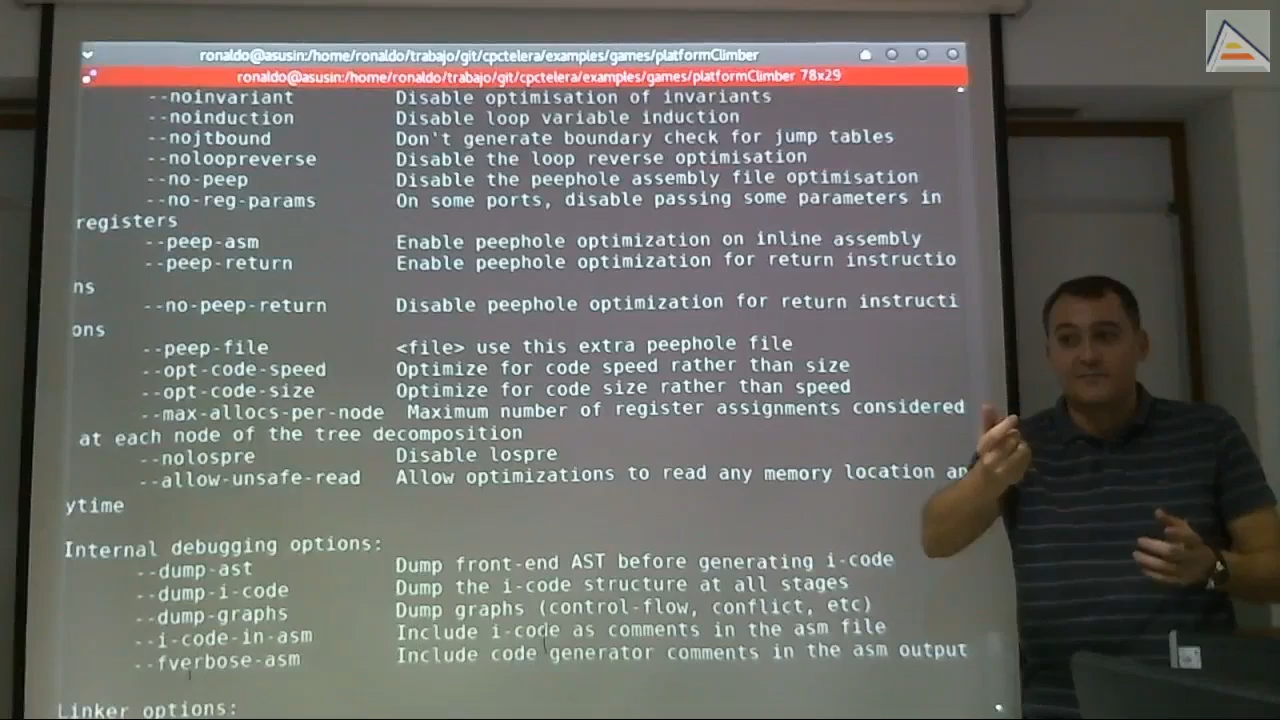 ronaldo@asusin:/home/ronaldo/trabajo/git/cpctelera/examples/games/platformClimber
ronaldo@asusin:/home/ronaldo/trabajo/git/cpctelera/examples/games/platformClimber 78x29
--noinvariant Disable optimisation of invariants
--noinduction Disable loop variable induction
--nojtbound Don't generate boundary check for jump tables
--noloopreverse Disable the loop reverse optimisation
--no-peep Disable the peephole assembly file optimisation
--no-reg-params On some ports, disable passing some parameters in
registers
--peep-asm Enable peephole optimization on inline assembly
--peep-return Enable peephole optimization for return instructio
ns
--no-peep-return Disable peephole optimization for return instructi
ons
--peep-file <file> use this extra peephole file
--opt-code-speed Optimize for code speed rather than size
--opt-code-size Optimize for code size rather than speed
--max-allocs-per-node Maximum number of register assignments considered
at each node of the tree decomposition
--nolospre Disable lospre
--allow-unsafe-read Allow optimizations to read any memory location an
ytime
Internal debugging options:
--dump-ast Dump front-end AST before generating i-code
--dump-i-code Dump the i-code structure at all stages
--dump-graphs Dump graphs (control-flow, conflict, etc)
--i-code-in-asm Include i-code as comments in the asm file
--fverbose-asm Include code generator comments in the asm output
Linker options: